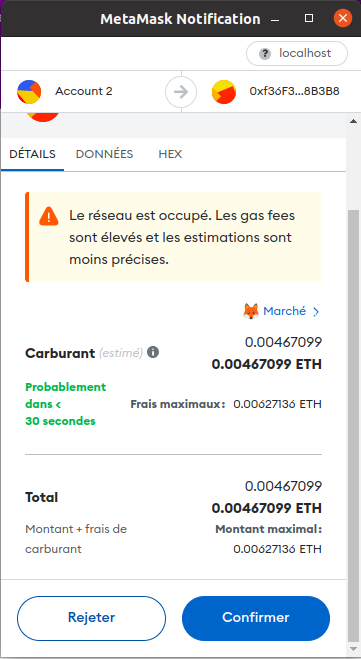 MetaMask Notification
localhost
Account 2
0xf36F3...8B3B8
DÉTAILS DONNÉES HEX
Le réseau est occupé. Les gas fees
sont élevés et les estimations sont
moins précises.
Marché
0.00467099
Carburant (estimé) 0.00467099 ETH
Probablement
dans < Frais maximaux: 0.00627136 ETH
30 secondes
0.00467099
Total 0.00467099 ETH
Montant + frais de Montant maximal:
carburant 0.00627136 ETH
Rejeter Confirmer